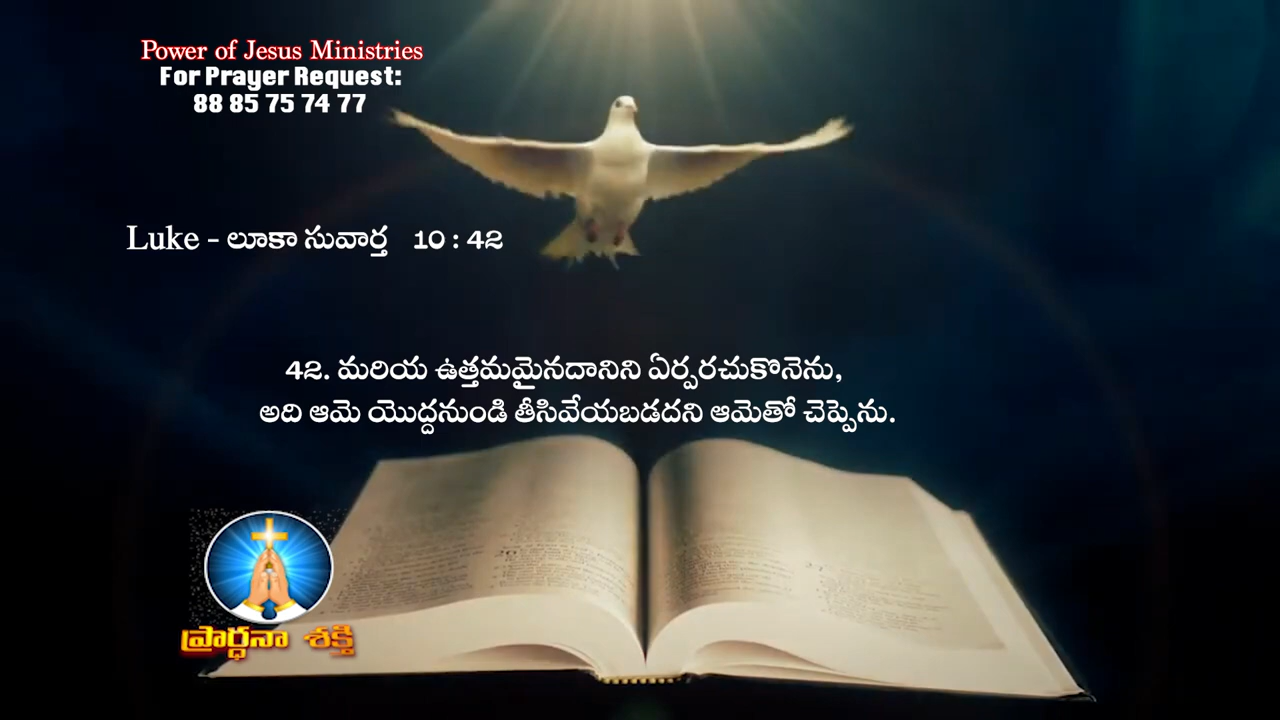 Power of Jesus Ministries
For Prayer Request:
88 85 75 74 77
Luke - లూకా సువార్త 10 : 42
42. మరియ ఉత్తమమైనదానిని ఏర్పరచుకొనెను,
అది ఆమె యొద్దనుండి తీసివేయబడదని ఆమెతో చెప్పెను.
ప్రార్ధనా శక్తి